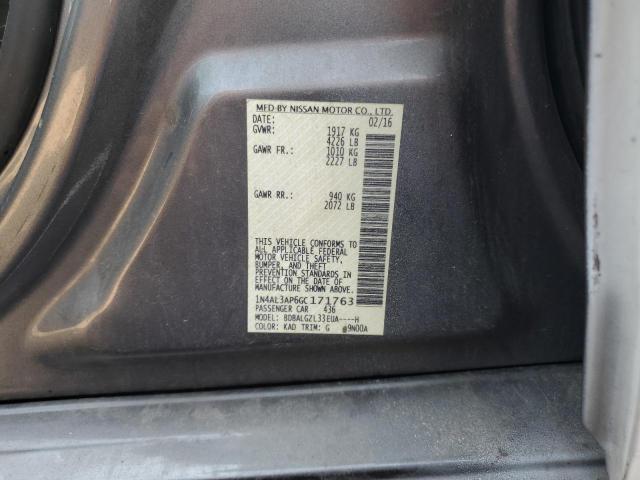 MFD BY NISSAN MOTOR CO., LTD.
DATE: 02/16
GVWR: 1917 KG
4226 LB
GAWR FR.: 1010 KG
2227 LB
GAWR RR.: 940 KG
2072 LB
THIS VEHICLE CONFORMS TO
ALL APPLICABLE FEDERAL
MOTOR VEHICLE SAFETY,
BUMPER, AND THEFT
PREVENTION STANDARDS IN
EFFECT ON THE DATE OF
MANUFACTURE SHOWN ABOVE.
1N4AL3AP6GC171763
PASSENGER CAR 436
MODEL: BDBALGZL33EUA----H
COLOR: KAD TRIM: G @9N00A